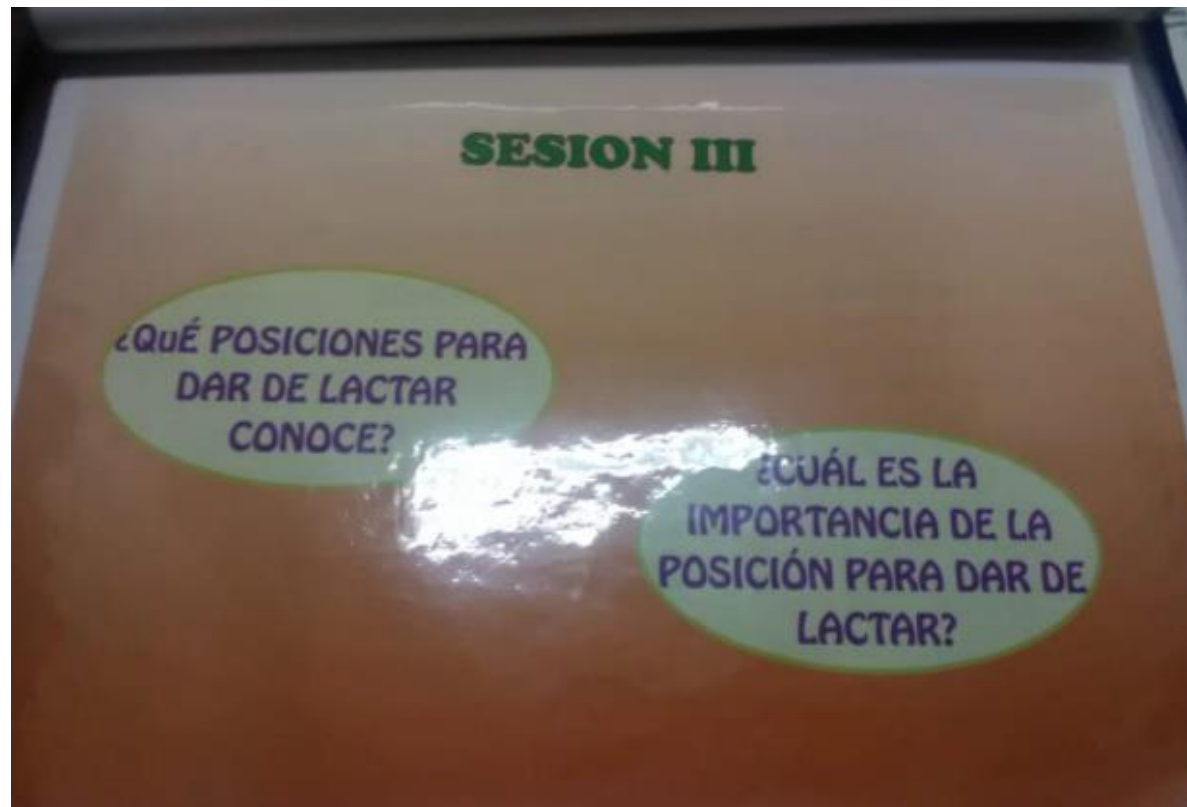 SESION III
¿QuÉ POSICIONES PARA
DAR DE LACTAR
CONOCE?
¿CUÁL ES LA
IMPORTANCIA DE LA
POSICIÓN PARA DAR DE
LACTAR?